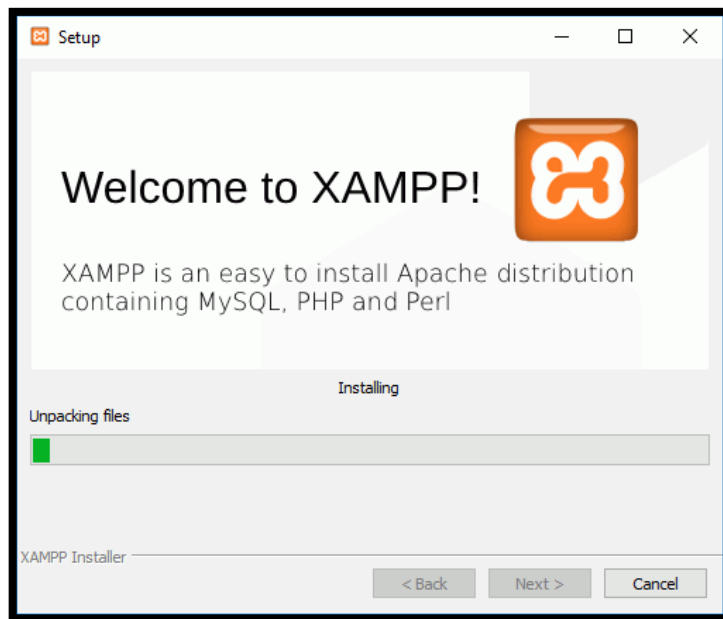 Setup
Welcome to XAMPP!
XAMPP is an easy to install Apache distribution
containing MySQL, PHP and Perl
Installing
Unpacking files
XAMPP Installer
< Back
Next >
Cancel